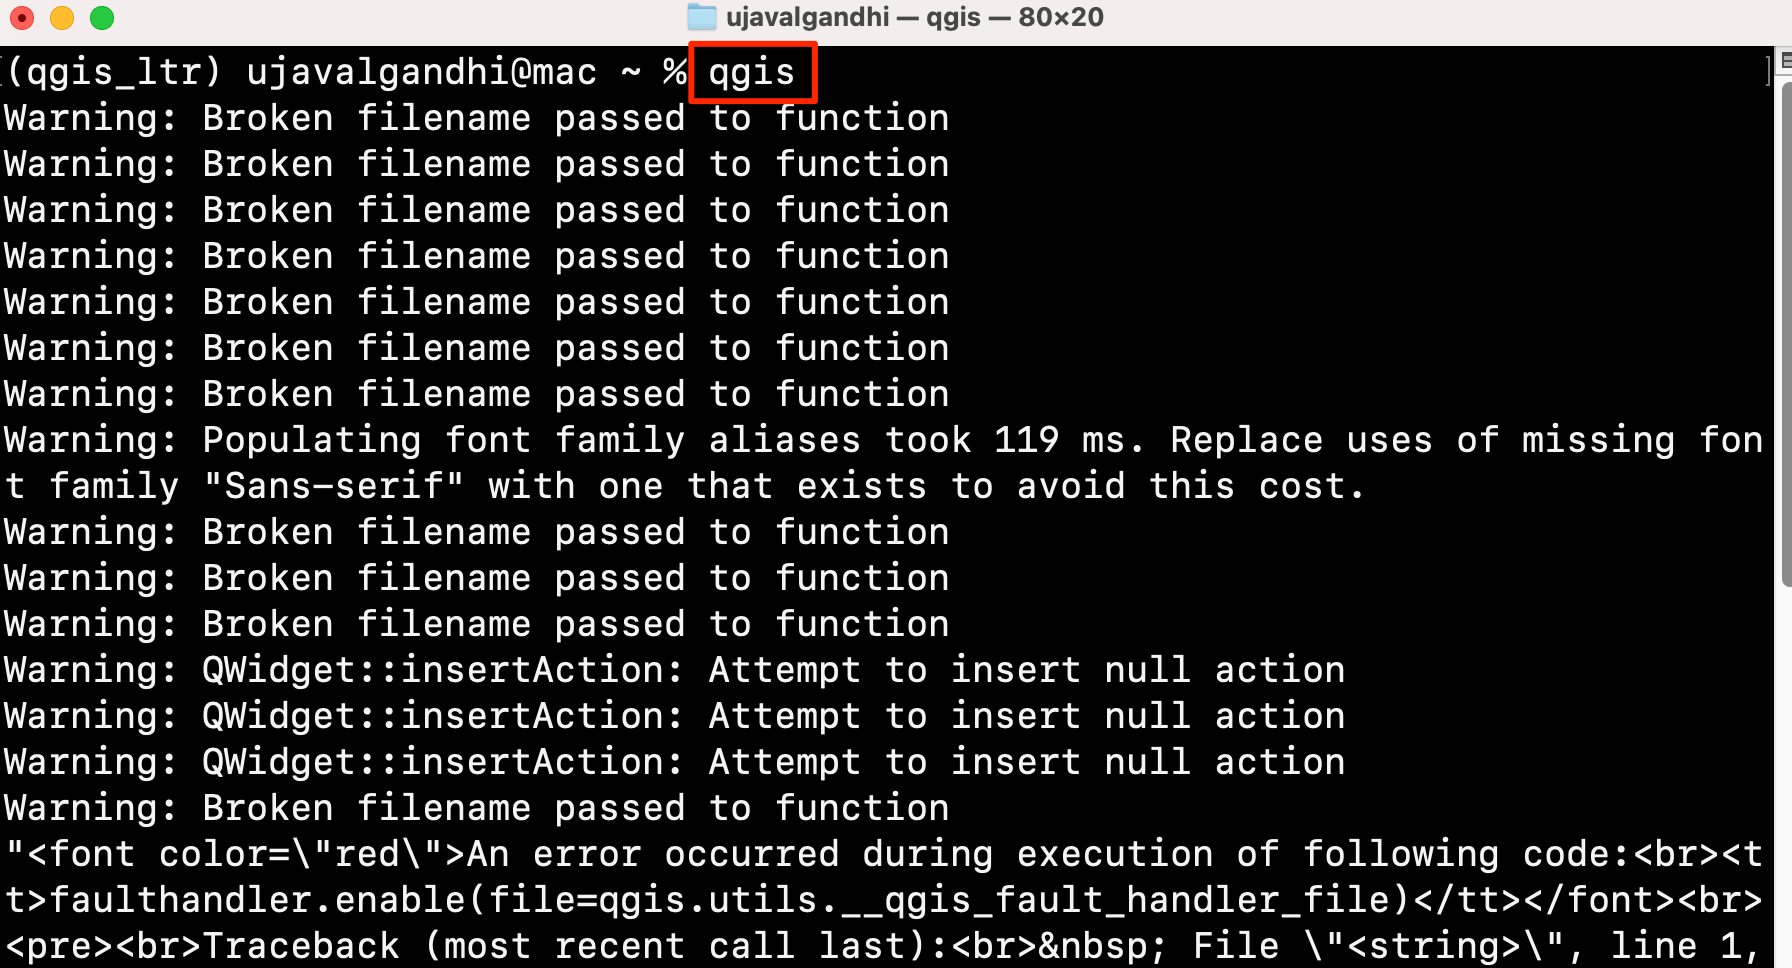 ujavalgandhi — qgis — 80×20
(qgis_ltr) ujavalgandhi@mac ~ % qgis
Warning: Broken filename passed to function
Warning: Broken filename passed to function
Warning: Broken filename passed to function
Warning: Broken filename passed to function
Warning: Broken filename passed to function
Warning: Broken filename passed to function
Warning: Broken filename passed to function
Warning: Populating font family aliases took 119 ms. Replace uses of missing fon
t family "Sans-serif" with one that exists to avoid this cost.
Warning: Broken filename passed to function
Warning: Broken filename passed to function
Warning: Broken filename passed to function
Warning: QWidget::insertAction: Attempt to insert null action
Warning: QWidget::insertAction: Attempt to insert null action
Warning: QWidget::insertAction: Attempt to insert null action
Warning: Broken filename passed to function
"<font color=\"red\">An error occurred during execution of following code:<br><t
t>faulthandler.enable(file=qgis.utils.__qgis_fault_handler_file)</tt></font><br>
<pre><br>Traceback (most recent call last):<br>&nbsp; File \"<string>\", line 1,